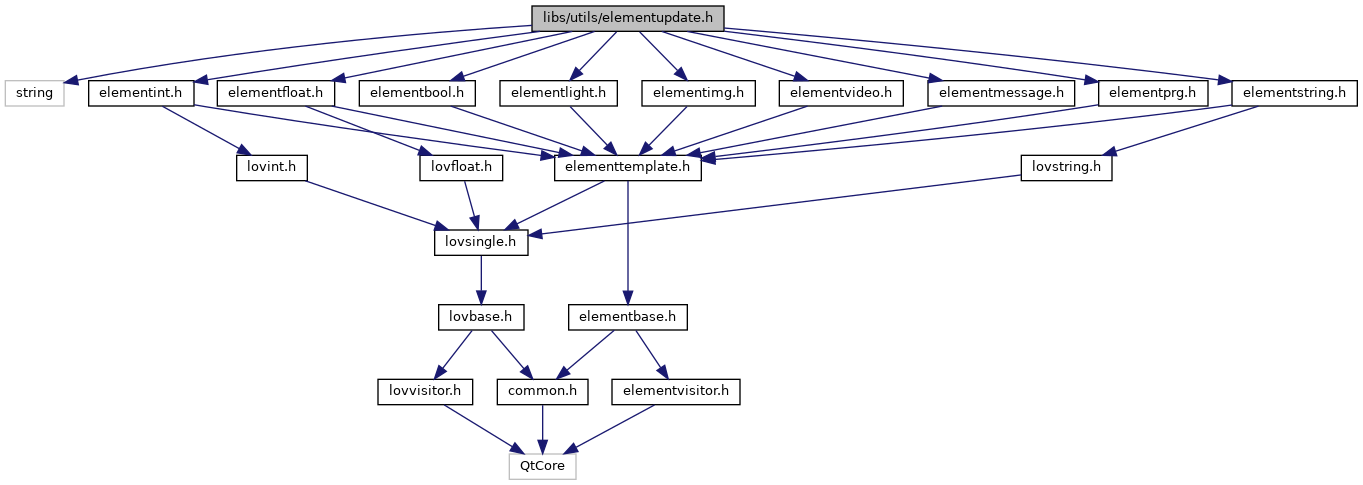 libs/utils/elementupdate.h
string
elementint.h
elementfloat.h
elementbool.h
elementlight.h
elementimg.h
elementvideo.h
elementmessage.h
elementprg.h
elementstring.h
lovint.h
lovfloat.h
elementtemplate.h
lovstring.h
lovsingle.h
lovbase.h
elementbase.h
lovvisitor.h
common.h
elementvisitor.h
QtCore